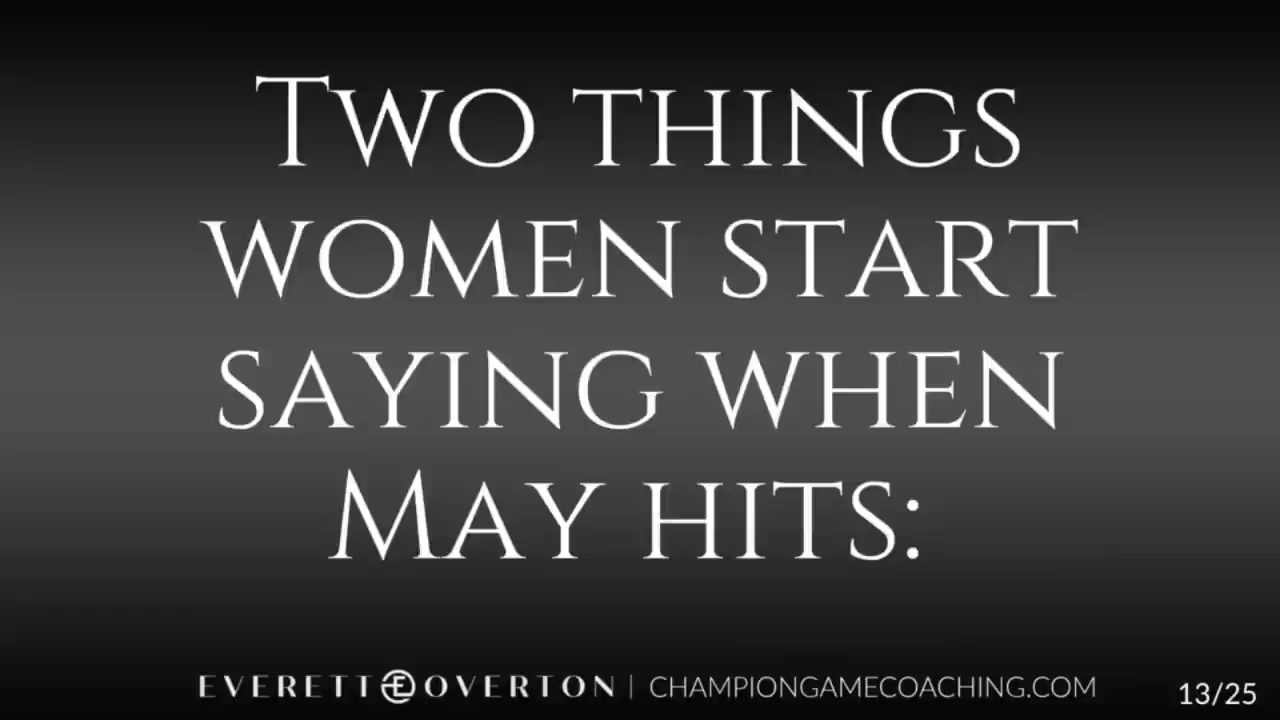 Two things
women start
saying when
May hits:
EVERETT OVERTON | CHAMPIONGAMECOACHING.COM
13/25